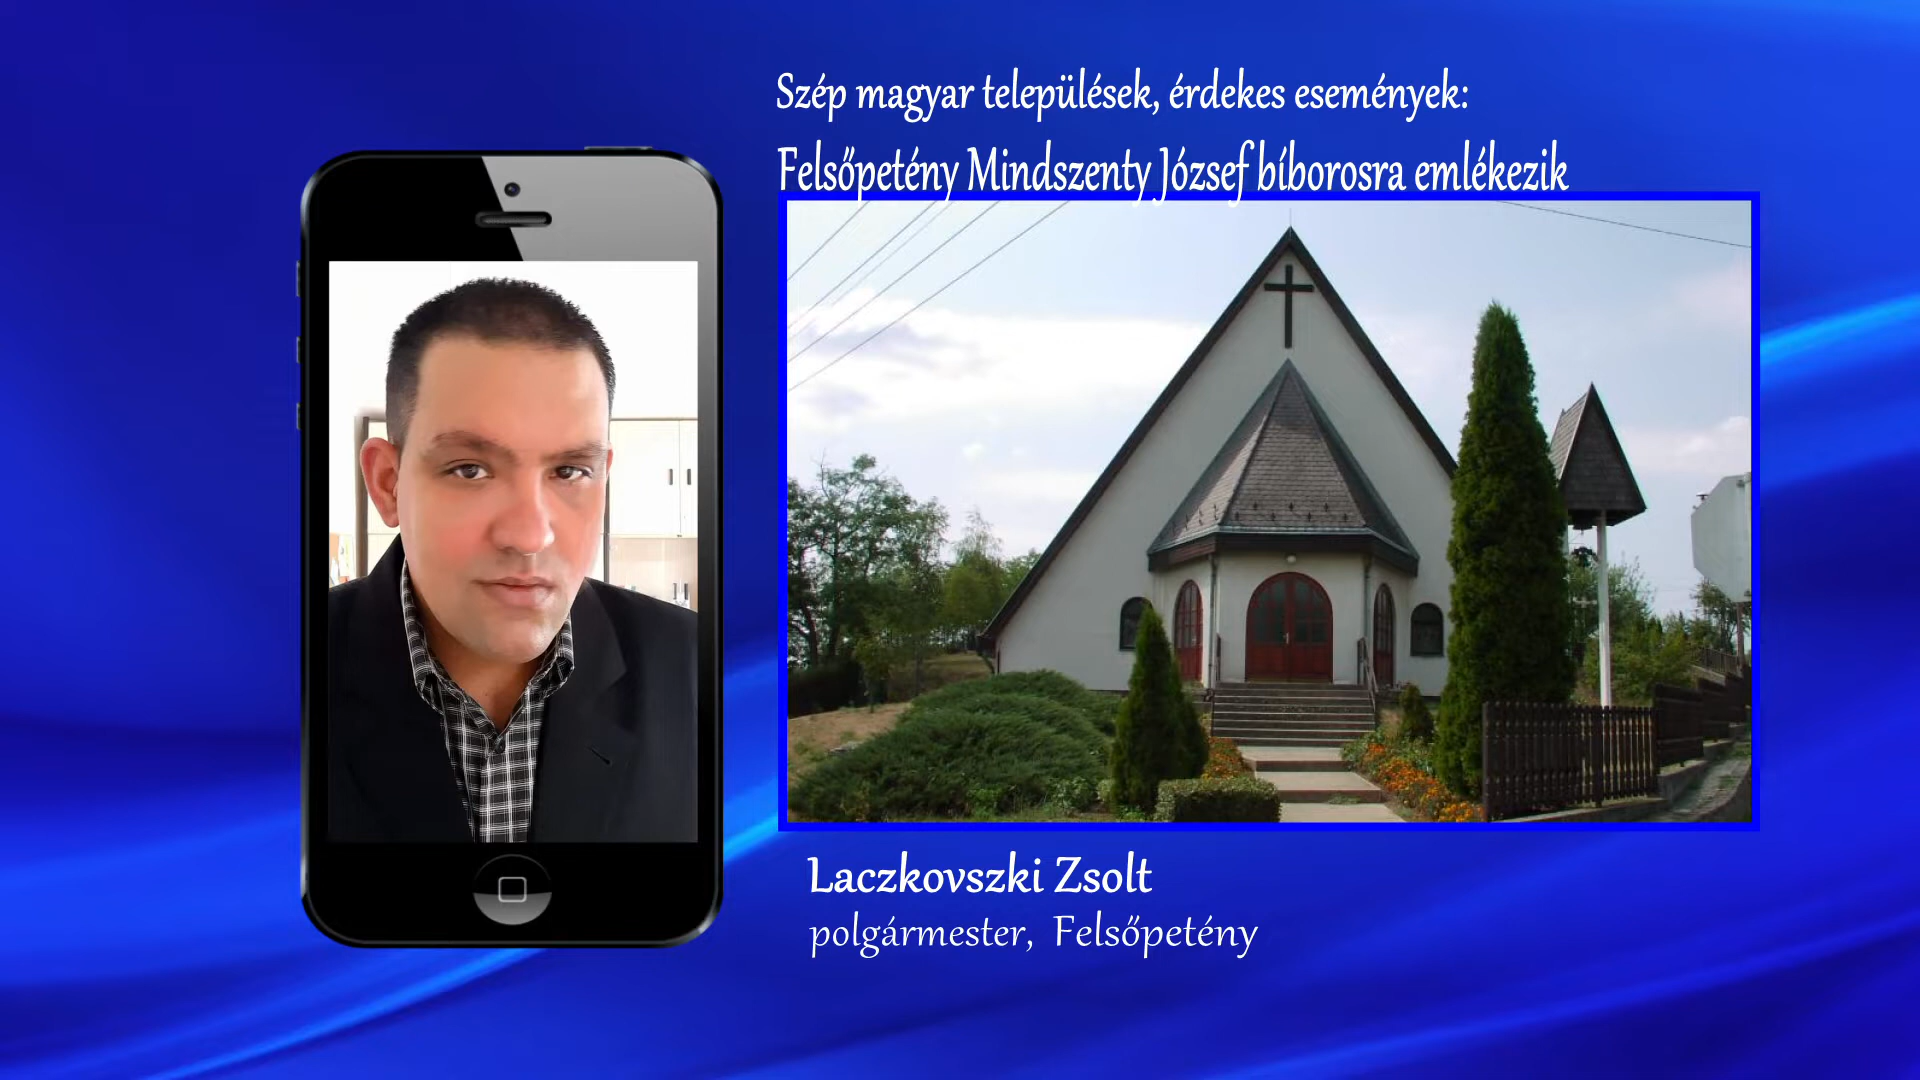 Szép magyar települések, érdekes események:
Felsőpetény Mindszenty József bíborosra emlékezik
Laczkovszki Zsolt
polgármester, Felsőpetény